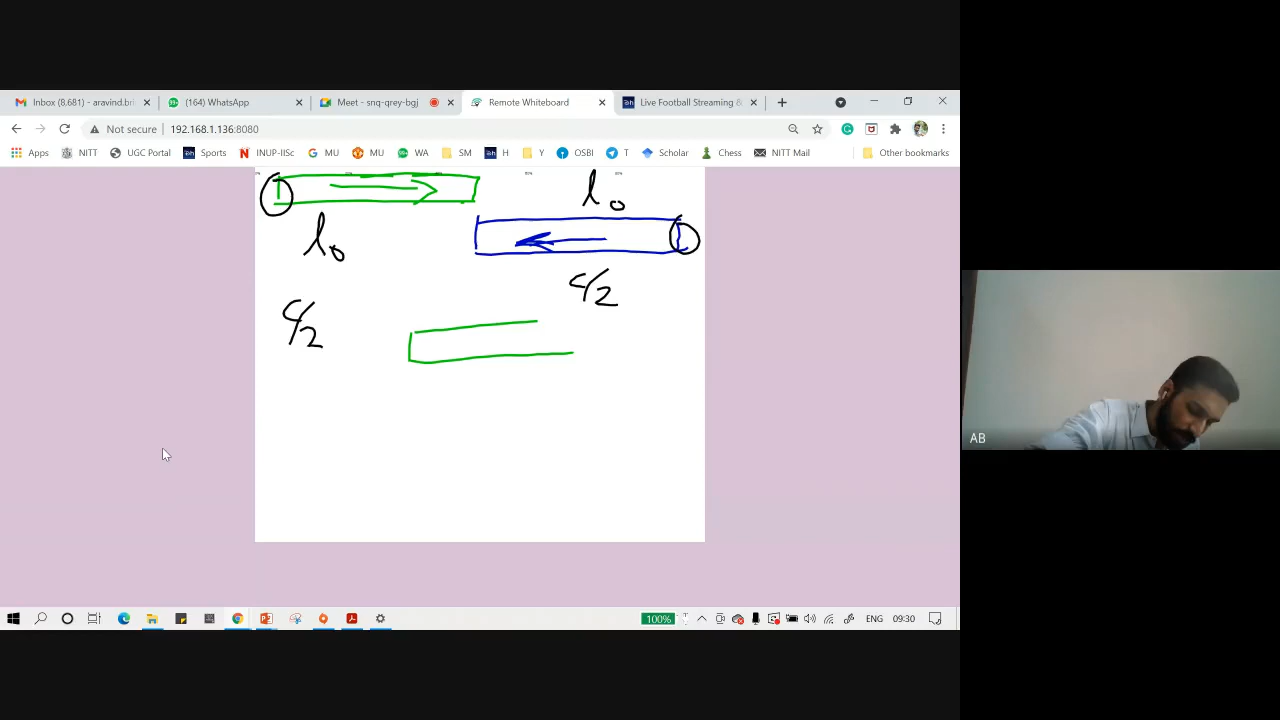 Inbox (8.681) - aravind.bri
(164) WhatsApp
Meet - snq-qrey-bgj
Remote Whiteboard
Live Football Streaming &
Not secure
192.168.1.136:8080
Apps
NITT
UGC Portal
Sports
INUP-IISc
MU
MU
WA
SM
H
Y
OSBI
T
Scholar
Chess
NITT Mail
Other bookmarks
l₀
l₀
c/2
c/2
AB
100%
ENG
09:30